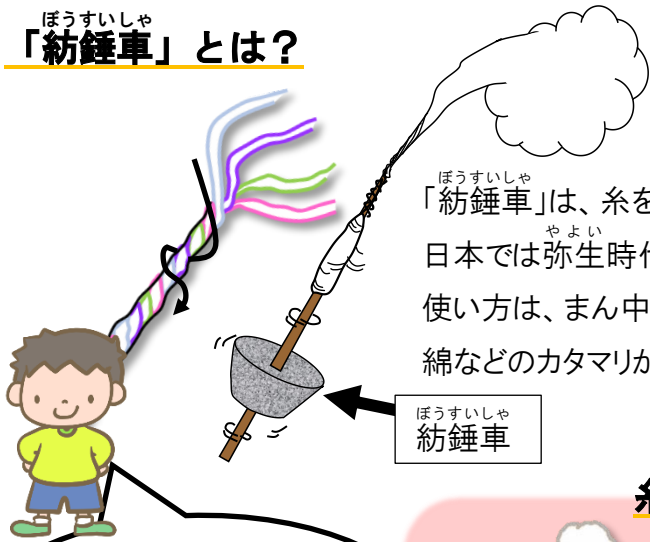 ぼうすいしゃ
「紡錘車」とは？
ぼうすいしゃ
「紡錘車」は、糸を
やよい
日本では弥生時代
使い方は、まん中
綿などのカタマリか
ぼうすいしゃ
紡錘車